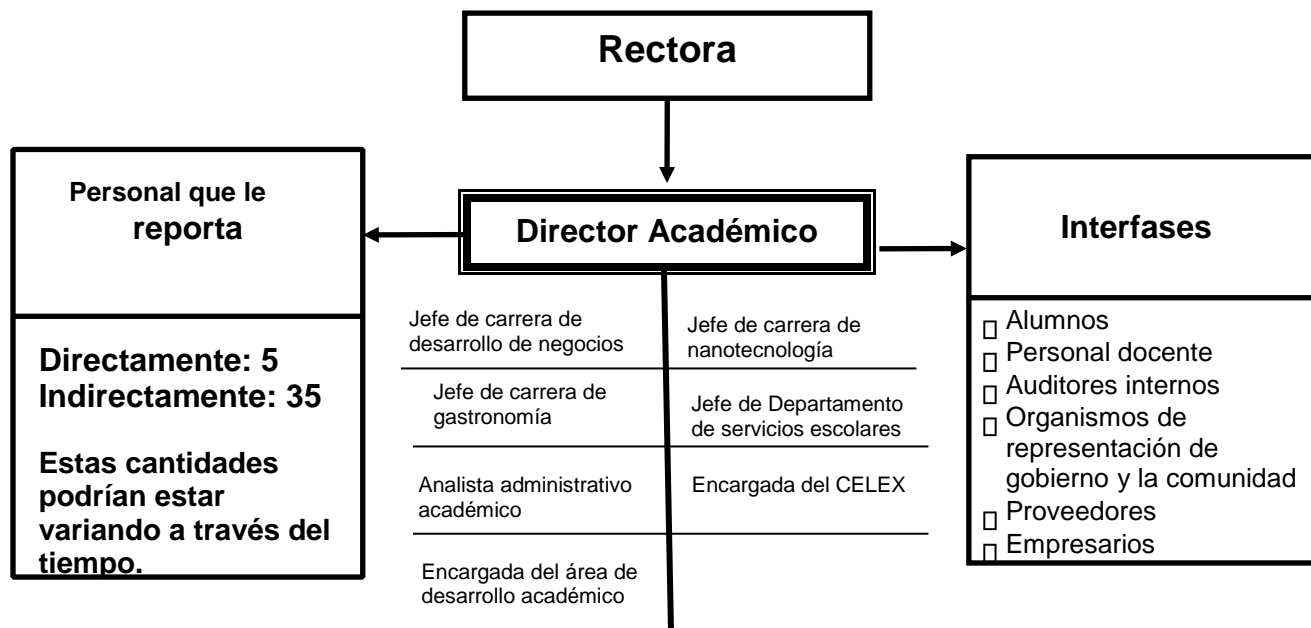 Rectora
Personal que le
reporta
Directamente: 5
Indirectamente: 35
Estas cantidades
podrían estar
variando a través del
tiempo.
Director Académico
Jefe de carrera de
desarrollo de negocios
Jefe de carrera de
nanotecnología
Jefe de carrera de
gastronomía
Jefe de Departamento
de servicios escolares
Analista administrativo
académico
Encargada del CELEX
Encargada del área de
desarrollo académico
Interfases
Alumnos
Personal docente
Auditores internos
Organismos de
representación de
gobierno y la comunidad
Proveedores
Empresarios